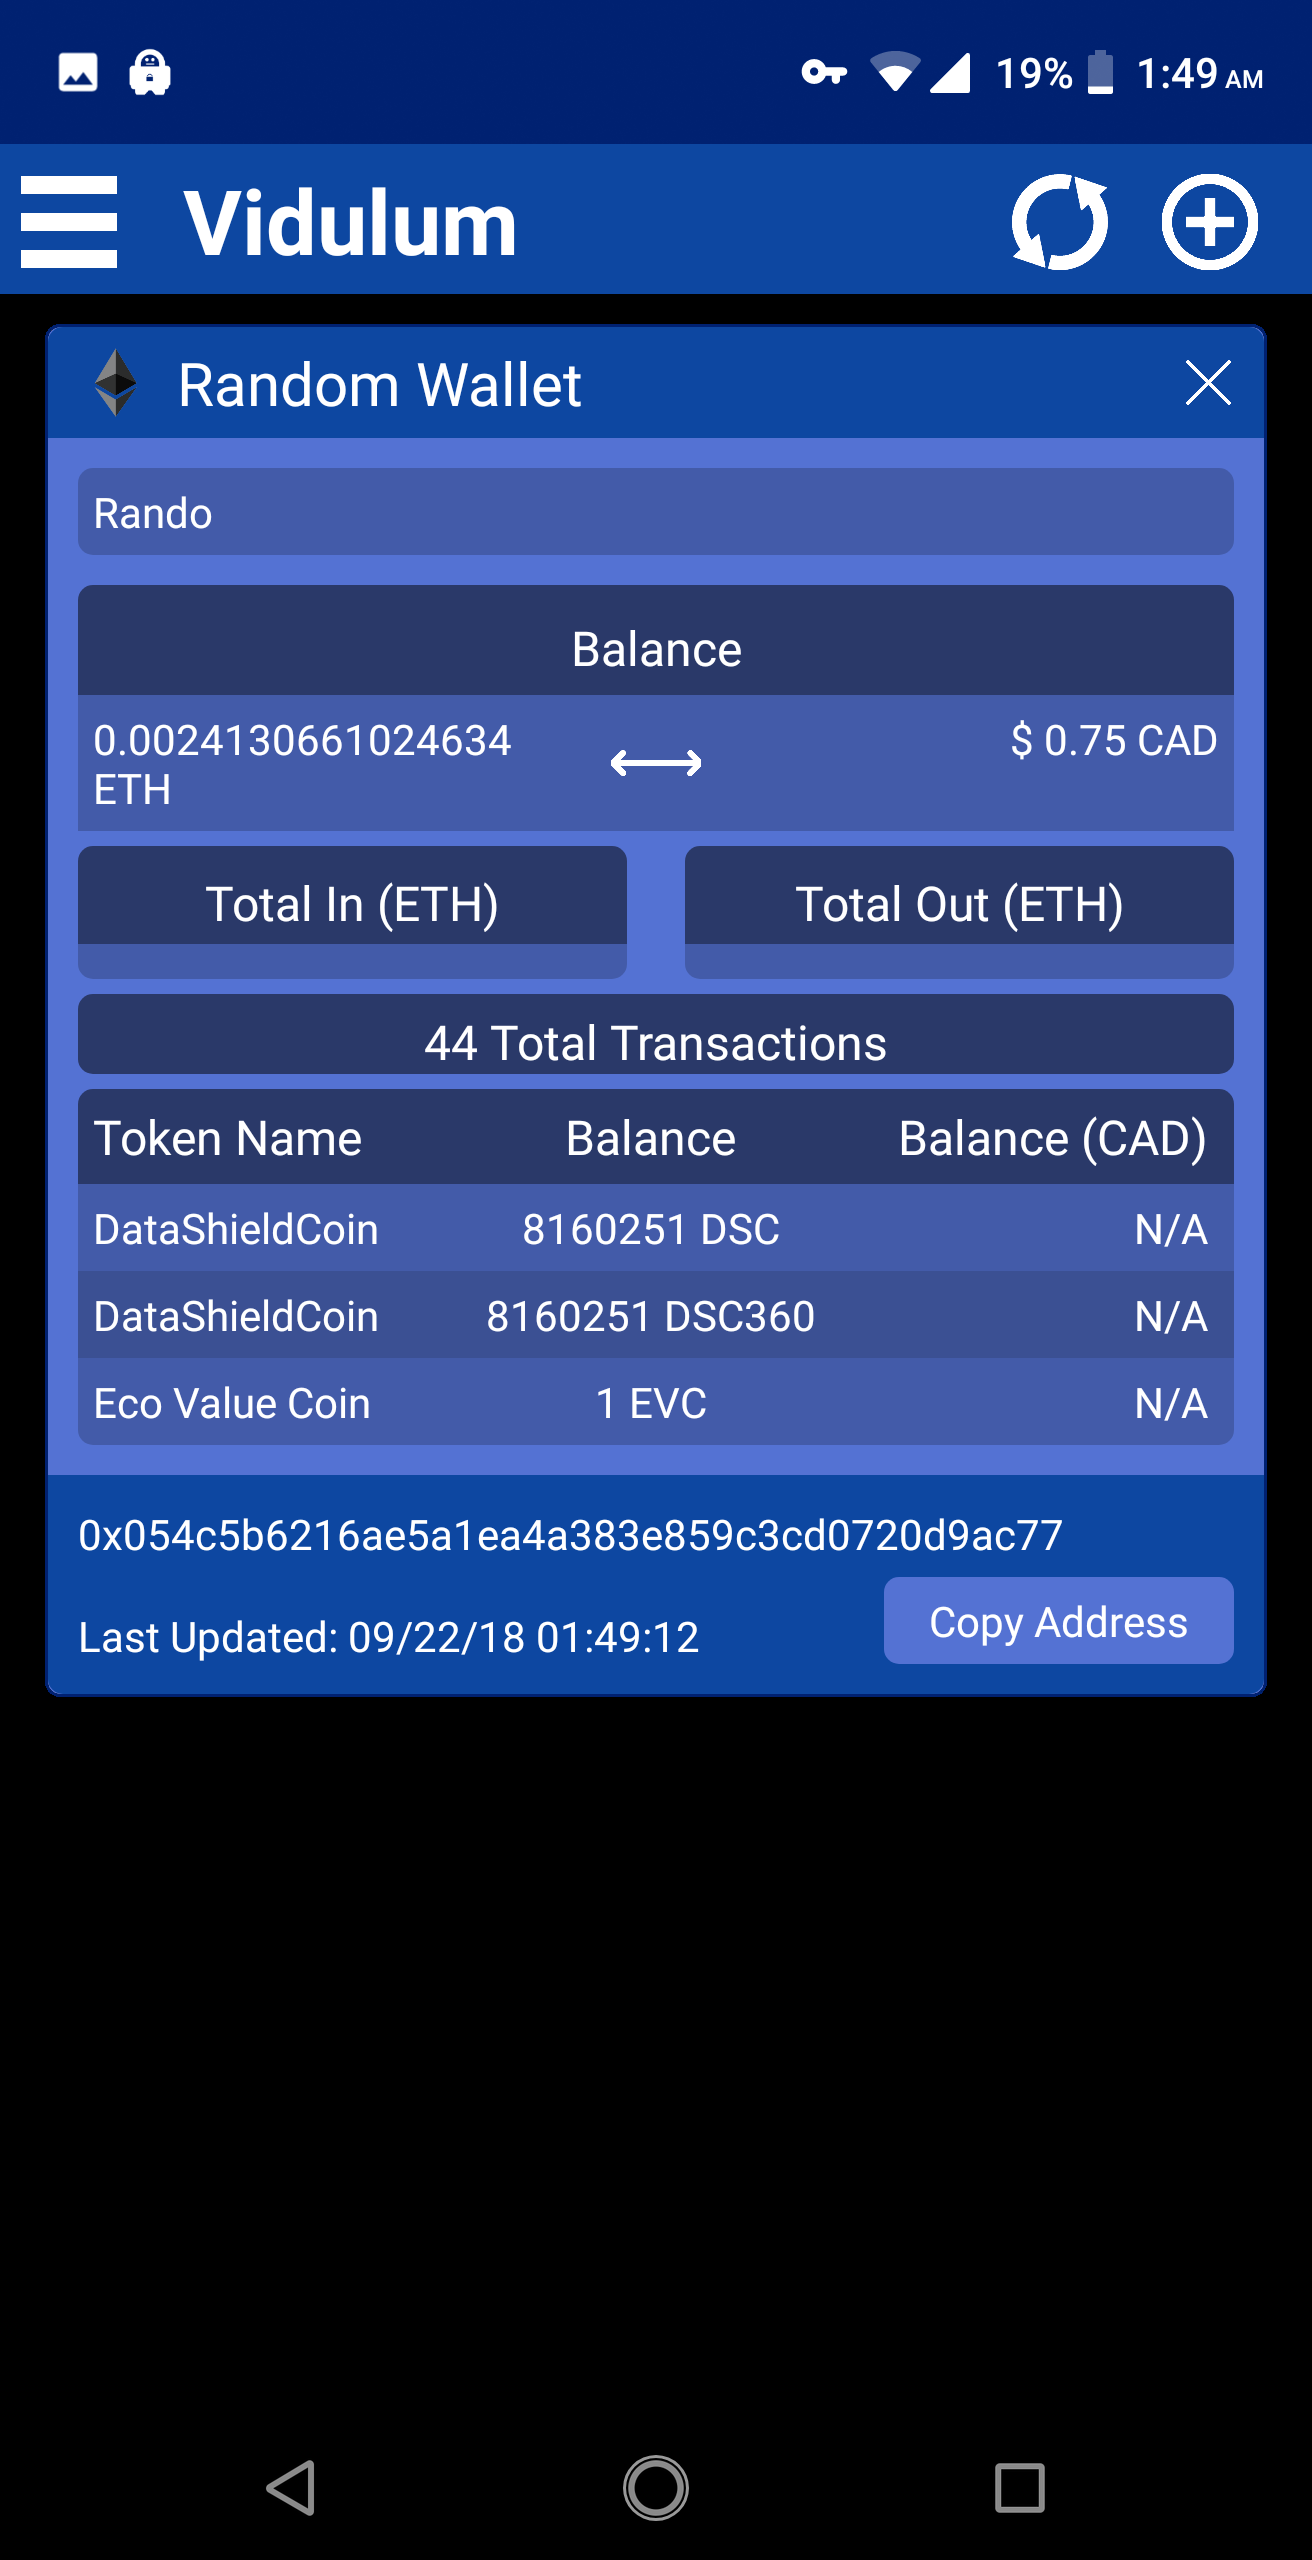 19% 1:49 AM
Vidulum
Random Wallet
Rando
Balance
0.0024130661024634 ETH
$ 0.75 CAD
Total In (ETH) Total Out (ETH)
44 Total Transactions
Token Name Balance Balance (CAD)
DataShieldCoin 8160251 DSC N/A
DataShieldCoin 8160251 DSC360 N/A
Eco Value Coin 1 EVC N/A
0x054c5b6216ae5a1ea4a383e859c3cd0720d9ac77
Last Updated: 09/22/18 01:49:12
Copy Address